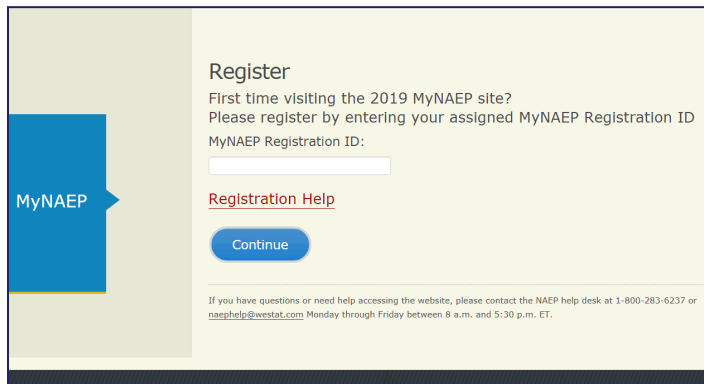 Register
First time visiting the 2019 MyNAEP site?
Please register by entering your assigned MyNAEP Registration ID
MyNAEP Registration ID:
MyNAEP
Registration Help
Continue
If you have questions or need help accessing the website, please contact the NAEP help desk at 1-800-283-6237 or
naephelp@westat.com Monday through Friday between 8 a.m. and 5:30 p.m. ET.